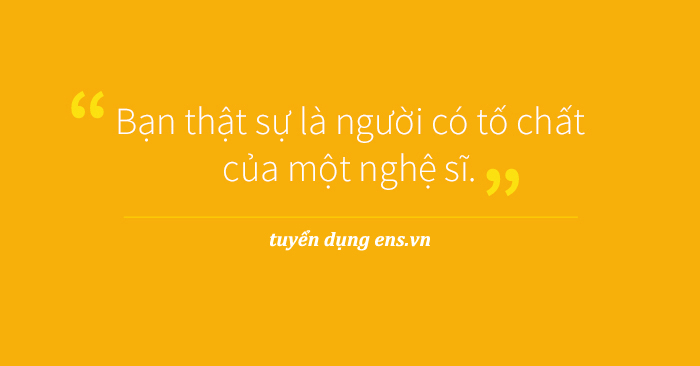 “Bạn thật sự là người có tố chất
của một nghệ sĩ.”
tuyển dụng ens.vn